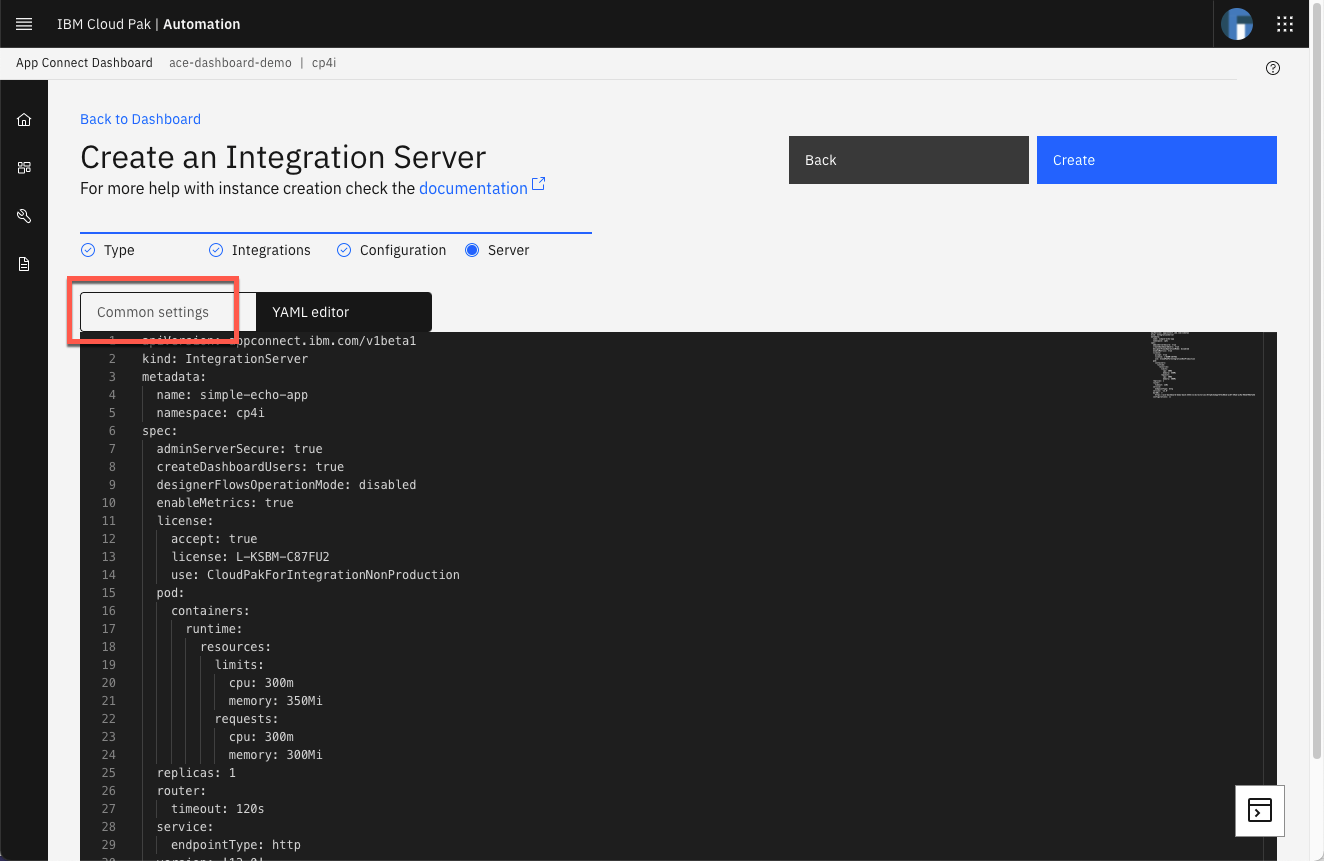 IBM Cloud Pak | Automation
App Connect Dashboard ace-dashboard-demo | cp4i
Back to Dashboard
Create an Integration Server
For more help with instance creation check the documentation
Back
Create
Type
Integrations
Configuration
Server
Common settings
YAML editor
1 apiVersion: appconnect.ibm.com/v1beta1
2 kind: IntegrationServer
3 metadata:
4 name: simple-echo-app
5 namespace: cp4i
6 spec:
7 adminServerSecure: true
8 createDashboardUsers: true
9 designerFlowsOperationMode: disabled
10 enableMetrics: true
11 license:
12 accept: true
13 license: L-KSBM-C87FU2
14 use: CloudPakForIntegrationNonProduction
15 pod:
16 containers:
17 runtime:
18 resources:
19 limits:
20 cpu: 300m
21 memory: 350Mi
22 requests:
23 cpu: 300m
24 memory: 300Mi
25 replicas: 1
26 router:
27 timeout: 120s
28 service:
29 endpointType: http